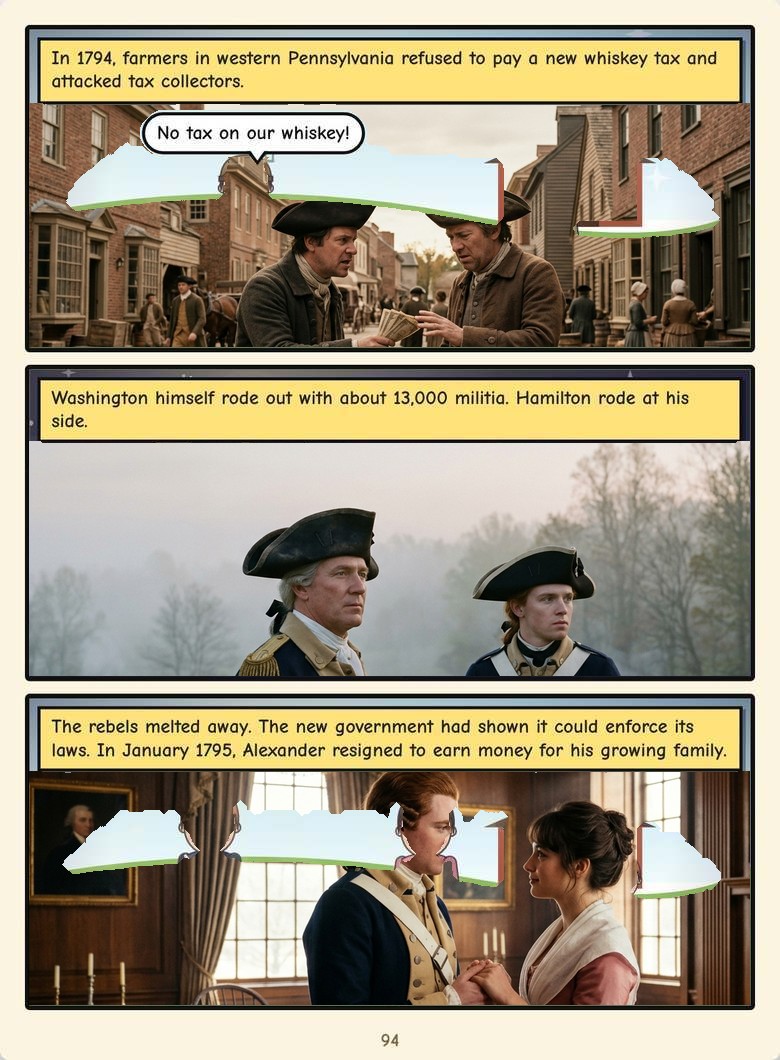 In 1794, farmers in western Pennsylvania refused to pay a new whiskey tax and
attacked tax collectors.
No tax on our whiskey!
Washington himself rode out with about 13,000 militia. Hamilton rode at his
side.
The rebels melted away. The new government had shown it could enforce its
laws. In January 1795, Alexander resigned to earn money for his growing family.
94